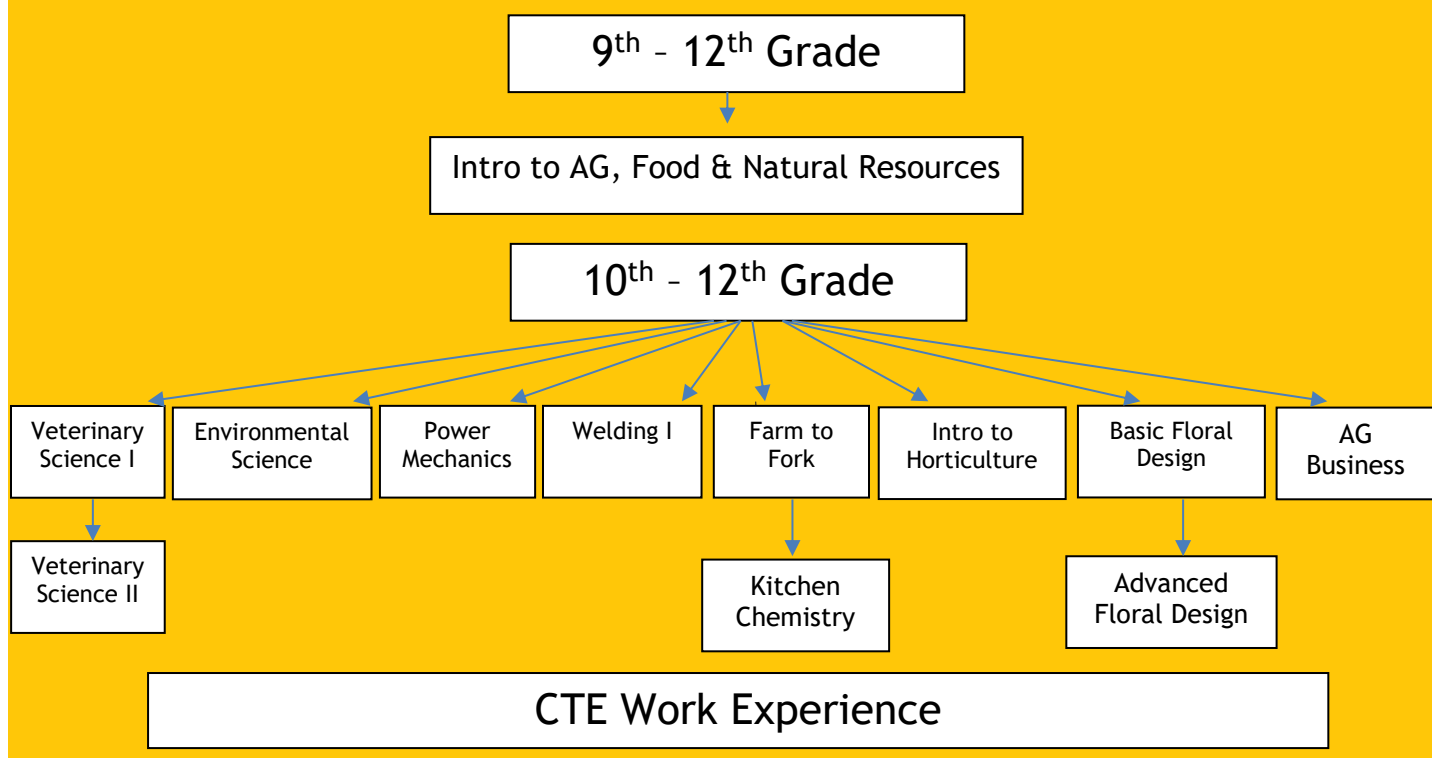 9th – 12th Grade
Intro to AG, Food & Natural Resources
10th – 12th Grade
Veterinary
Science I
Environmental
Science
Power
Mechanics
Welding I
Farm to
Fork
Intro to
Horticulture
Basic Floral
Design
AG
Business
Veterinary
Science II
Kitchen
Chemistry
Advanced
Floral Design
CTE Work Experience